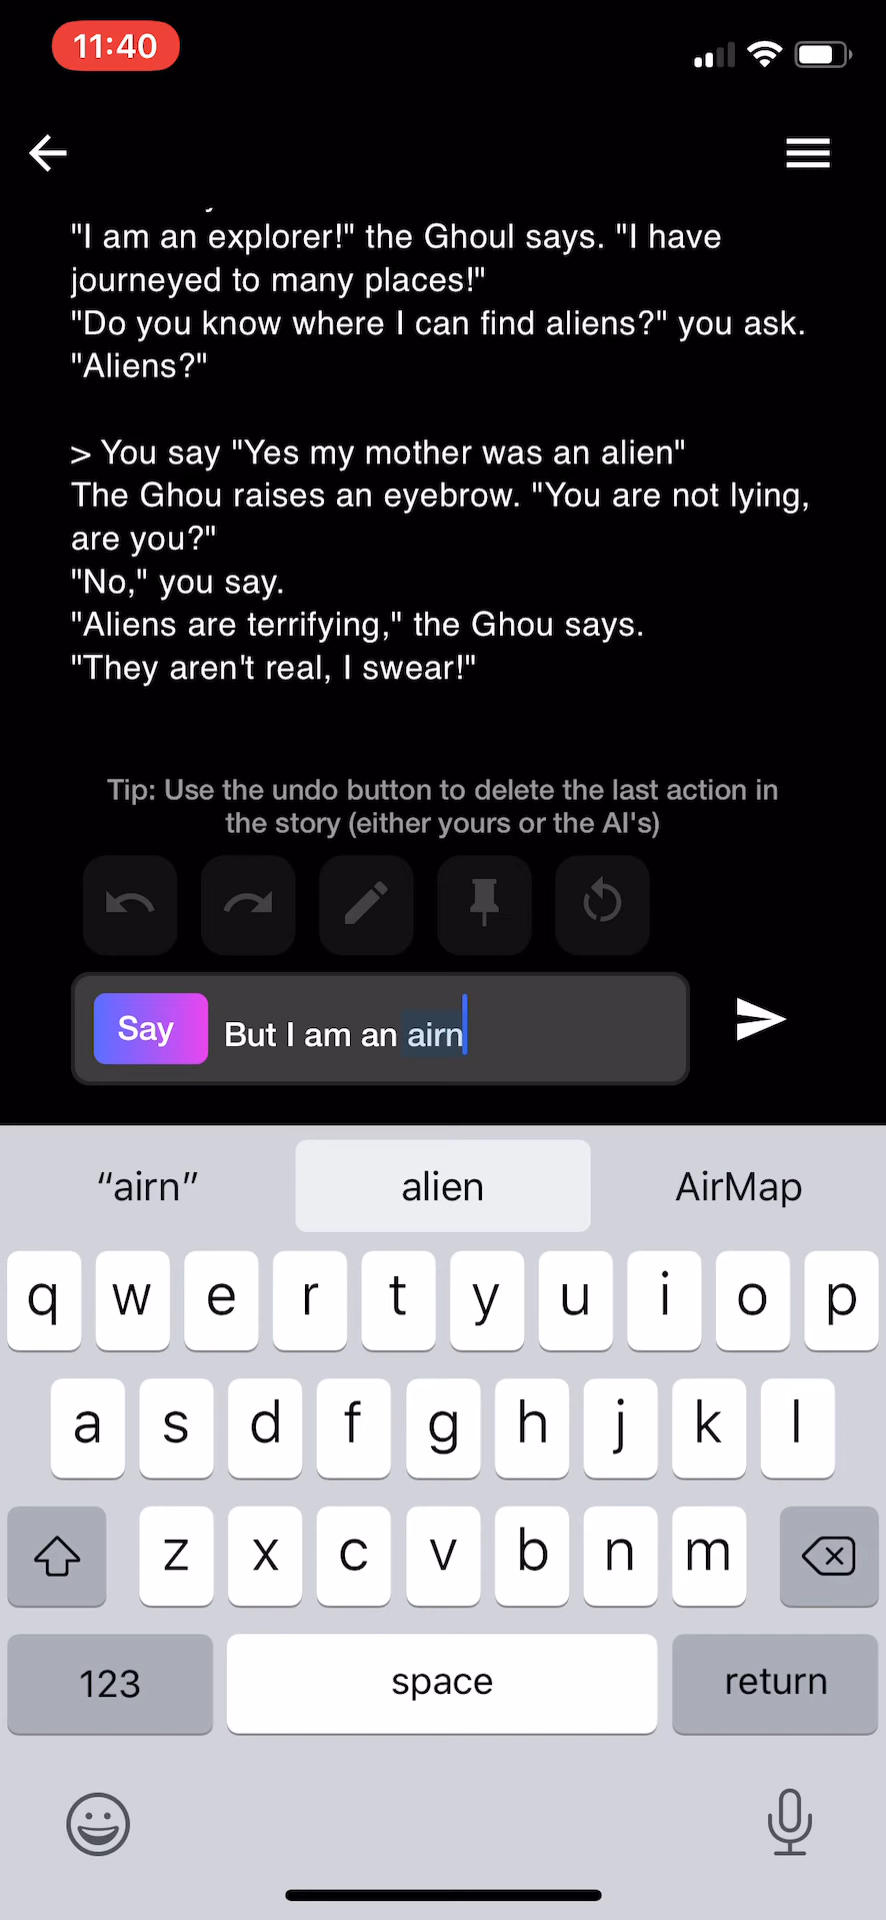 11:40
"I am an explorer!" the Ghoul says. "I have
journeyed to many places!"
"Do you know where I can find aliens?" you ask.
"Aliens?"
> You say "Yes my mother was an alien"
The Ghou raises an eyebrow. "You are not lying,
are you?"
"No," you say.
"Aliens are terrifying," the Ghou says.
"They aren't real, I swear!"
Tip: Use the undo button to delete the last action in
the story (either yours or the AI's)
Say But I am an airn
“airn” alien AirMap
q w e r t y u i o p
a s d f g h j k l
z x c v b n m
123 space return